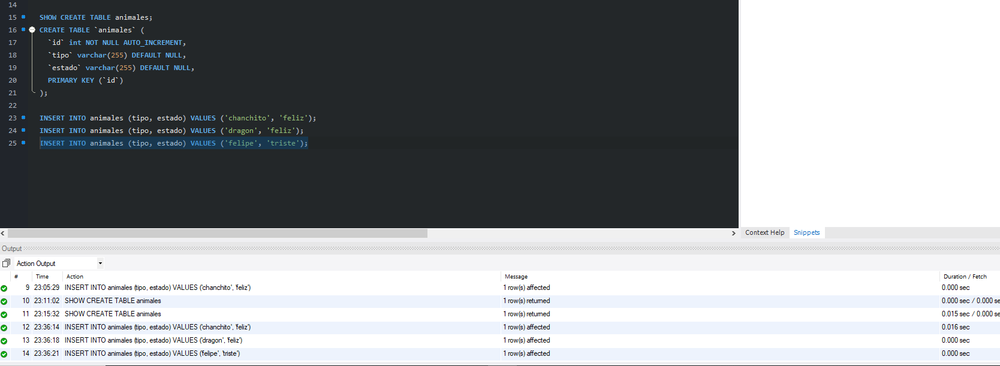 14
15 SHOW CREATE TABLE animales;
16 CREATE TABLE `animales` (
17 `id` int NOT NULL AUTO_INCREMENT,
18 `tipo` varchar(255) DEFAULT NULL,
19 `estado` varchar(255) DEFAULT NULL,
20 PRIMARY KEY (`id`)
21 );
22
23 INSERT INTO animales (tipo, estado) VALUES ('chanchito', 'feliz');
24 INSERT INTO animales (tipo, estado) VALUES ('dragon', 'feliz');
25 INSERT INTO animales (tipo, estado) VALUES ('felipe', 'triste');
Context Help Snippets
Output
Action Output
# Time Action Message Duration / Fetch
9 23:05:29 INSERT INTO animales (tipo, estado) VALUES ('chanchito', 'feliz') 1 row(s) affected 0.000 sec
10 23:11:02 SHOW CREATE TABLE animales 1 row(s) returned 0.000 sec / 0.000 se
11 23:15:32 SHOW CREATE TABLE animales 1 row(s) returned 0.015 sec / 0.000 se
12 23:36:14 INSERT INTO animales (tipo, estado) VALUES ('chanchito', 'feliz') 1 row(s) affected 0.016 sec
13 23:36:18 INSERT INTO animales (tipo, estado) VALUES ('dragon', 'feliz') 1 row(s) affected 0.000 sec
14 23:36:21 INSERT INTO animales (tipo, estado) VALUES ('felipe', 'triste') 1 row(s) affected 0.000 sec